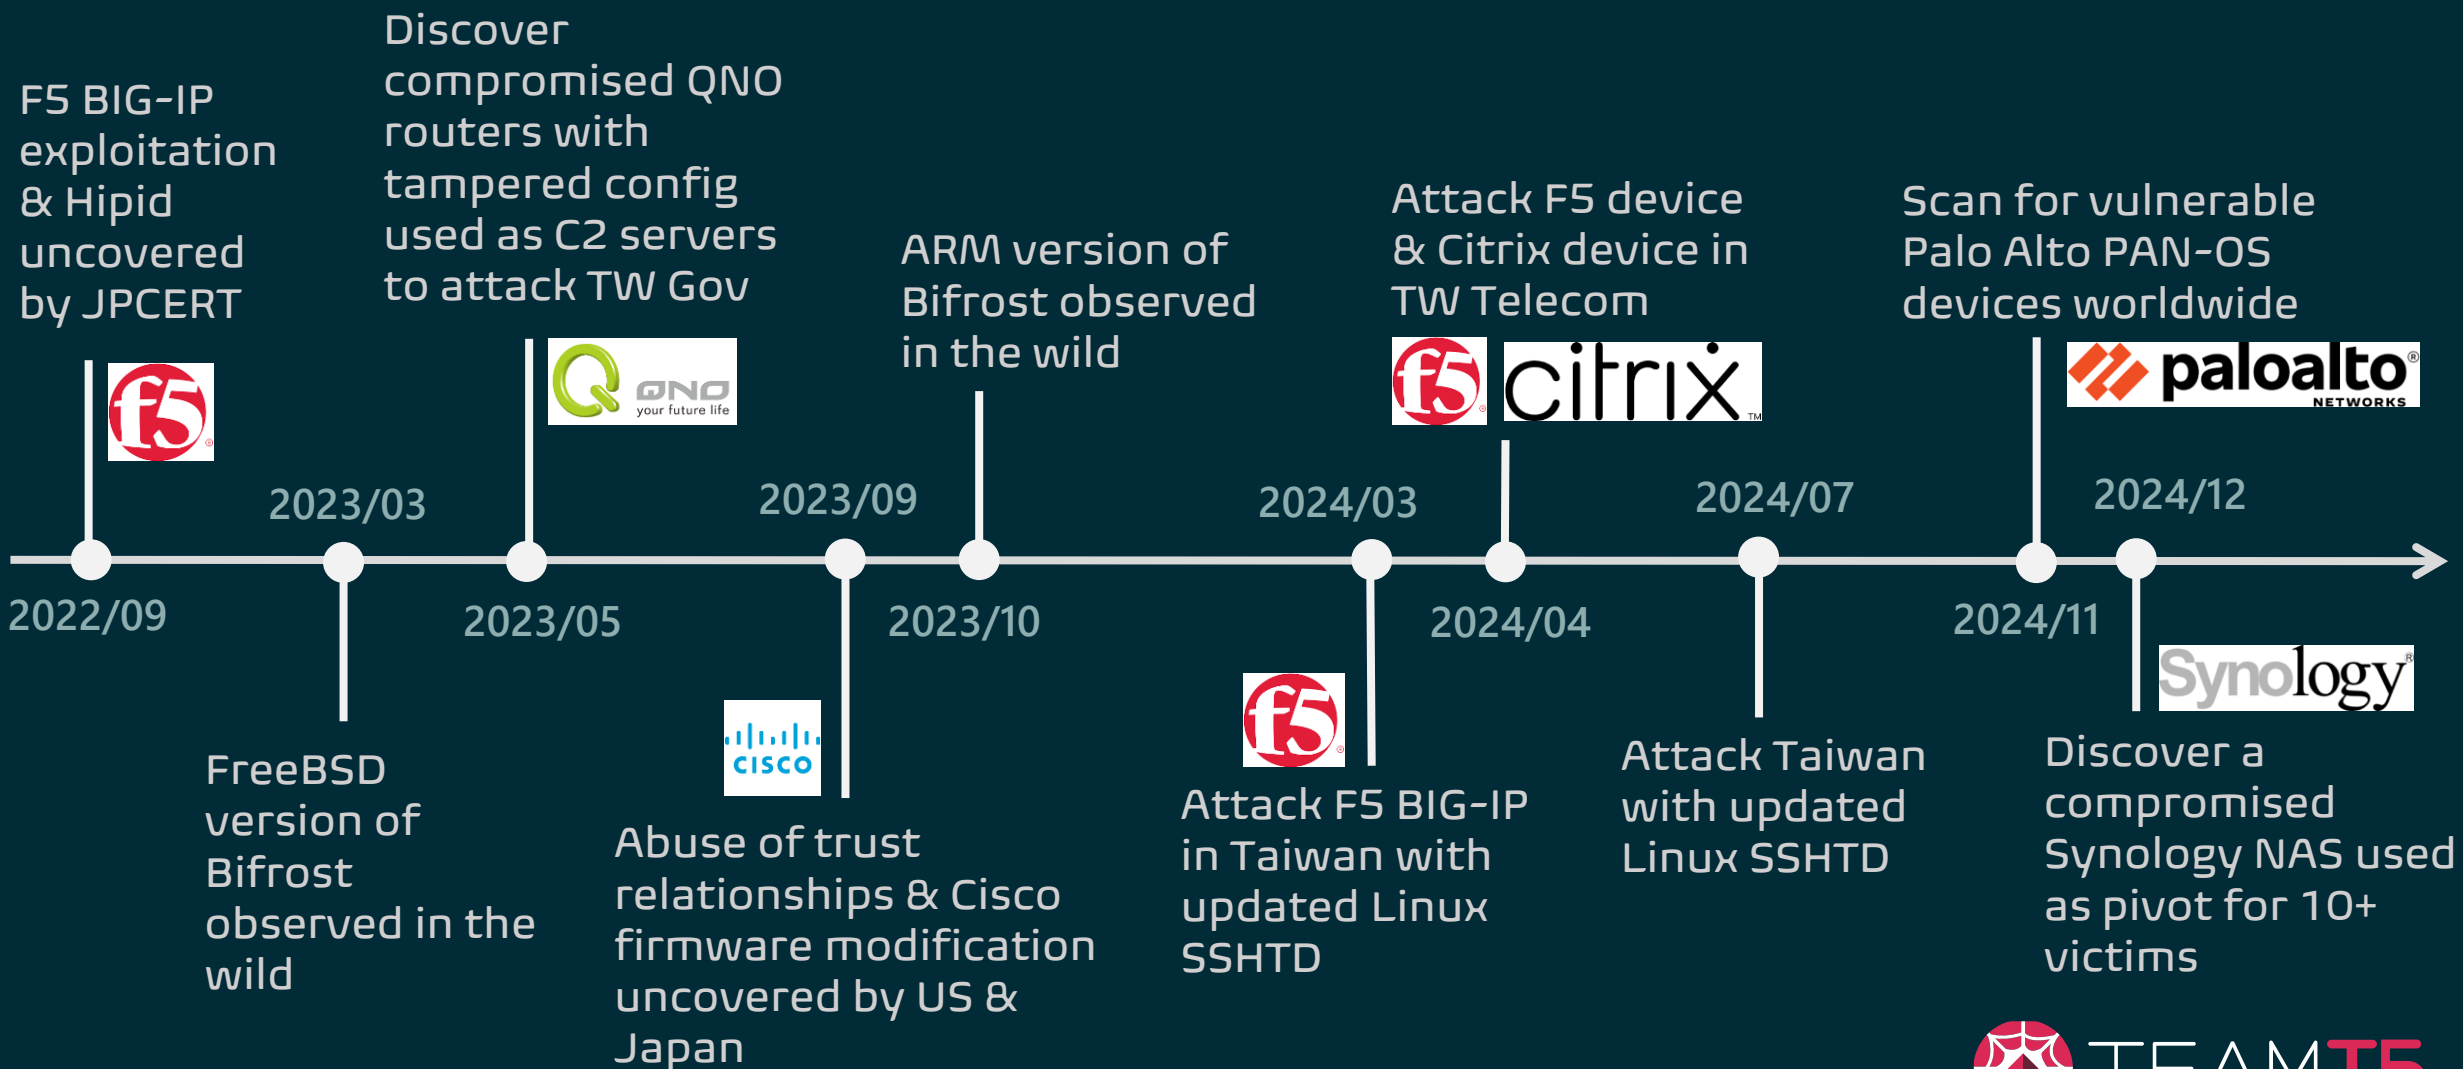 F5 BIG-IP
exploitation
& Hipid
uncovered
by JPCERT
f5
2022/09
2023/03
FreeBSD
version of
Bifrost
observed in the
wild
Discover
compromised QNO
routers with
tampered config
used as C2 servers
to attack TW Gov
QNO
your future life
2023/05
2023/09
CISCO
Abuse of trust
relationships & Cisco
firmware modification
uncovered by US &
Japan
ARM version of
Bifrost observed
in the wild
2023/10
2024/03
f5
Attack F5 BIG-IP
in Taiwan with
updated Linux
SSHTD
Attack F5 device
& Citrix device in
TW Telecom
f5
citrix™
2024/04
2024/07
Attack Taiwan
with updated
Linux SSHTD
Scan for vulnerable
Palo Alto PAN-OS
devices worldwide
paloalto®
NETWORKS
2024/11
2024/12
Synology®
Discover a
compromised
Synology NAS used
as pivot for 10+
victims
TEAMT5